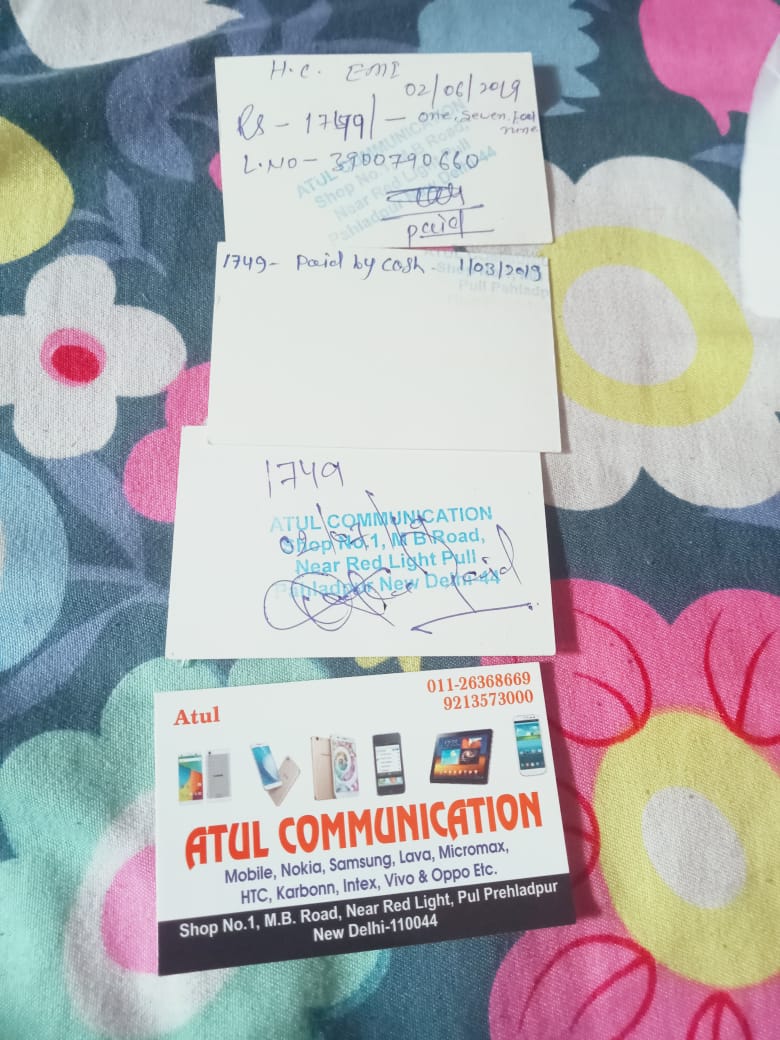 H.C. EMI
02/06/2019
Rs - 1749/ - one, seven, four
nine
L.NO - 3900790660
ATUL COMMUNICATION
Shop No.1, M B Road,
Near Red Light Pull
Pahladpur New Delhi-44
paid
1749- Paid by cash - 1/03/2019
Pull Pahladp
1749
ATUL COMMUNICATION
Shop No.1, M B Road,
Near Red Light Pull
Pahladpur New Delhi-44
paid
Atul
011-26368669
9213573000
ATUL COMMUNICATION
Mobile, Nokia, Samsung, Lava, Micromax,
HTC, Karbonn, Intex, Vivo & Oppo Etc.
Shop No.1, M.B. Road, Near Red Light, Pul Prehladpur
New Delhi-110044